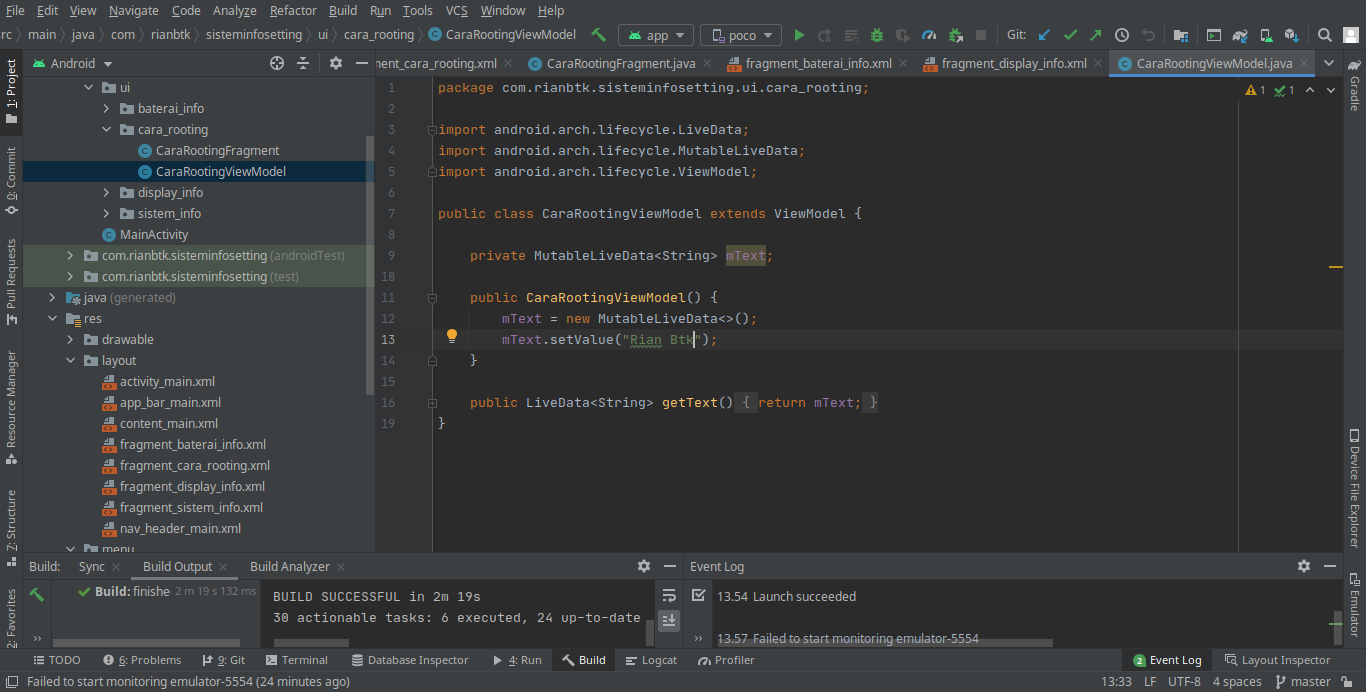 File Edit View Navigate Code Analyze Refactor Build Run Tools VCS Window Help
rc main java com rianbtk sisteminfosetting ui cara_rooting CaraRootingViewModel app poco Git:
Android
nent_cara_rooting.xml CaraRootingFragment.java fragment_baterai_info.xml fragment_display_info.xml CaraRootingViewModel.java
1: Project
0: Commit
Pull Requests
Resource Manager
7: Structure
2: Favorites
ui
baterai_info
cara_rooting
CaraRootingFragment
CaraRootingViewModel
display_info
sistem_info
MainActivity
com.rianbtk.sisteminfosetting (androidTest)
com.rianbtk.sisteminfosetting (test)
java (generated)
res
drawable
layout
activity_main.xml
app_bar_main.xml
content_main.xml
fragment_baterai_info.xml
fragment_cara_rooting.xml
fragment_display_info.xml
fragment_sistem_info.xml
nav_header_main.xml
menu
1 package com.rianbtk.sisteminfosetting.ui.cara_rooting;
2
3 import android.arch.lifecycle.LiveData;
4 import android.arch.lifecycle.MutableLiveData;
5 import android.arch.lifecycle.ViewModel;
6
7 public class CaraRootingViewModel extends ViewModel {
8
9 private MutableLiveData<String> mText;
10
11 public CaraRootingViewModel() {
12 mText = new MutableLiveData<>();
13 mText.setValue("Rian Btk");
14 }
15
16 public LiveData<String> getText() { return mText; }
19 }
1 1
Gradle
Device File Explorer
Emulator
Build: Sync Build Output Build Analyzer
Build: finishe 2 m 19 s 132 ms
BUILD SUCCESSFUL in 2m 19s
30 actionable tasks: 6 executed, 24 up-to-date
Event Log
13.54 Launch succeeded
13.57 Failed to start monitoring emulator-5554
TODO 6: Problems 9: Git Terminal Database Inspector 4: Run Build Logcat Profiler 2 Event Log Layout Inspector
Failed to start monitoring emulator-5554 (24 minutes ago) 13:33 LF UTF-8 4 spaces master